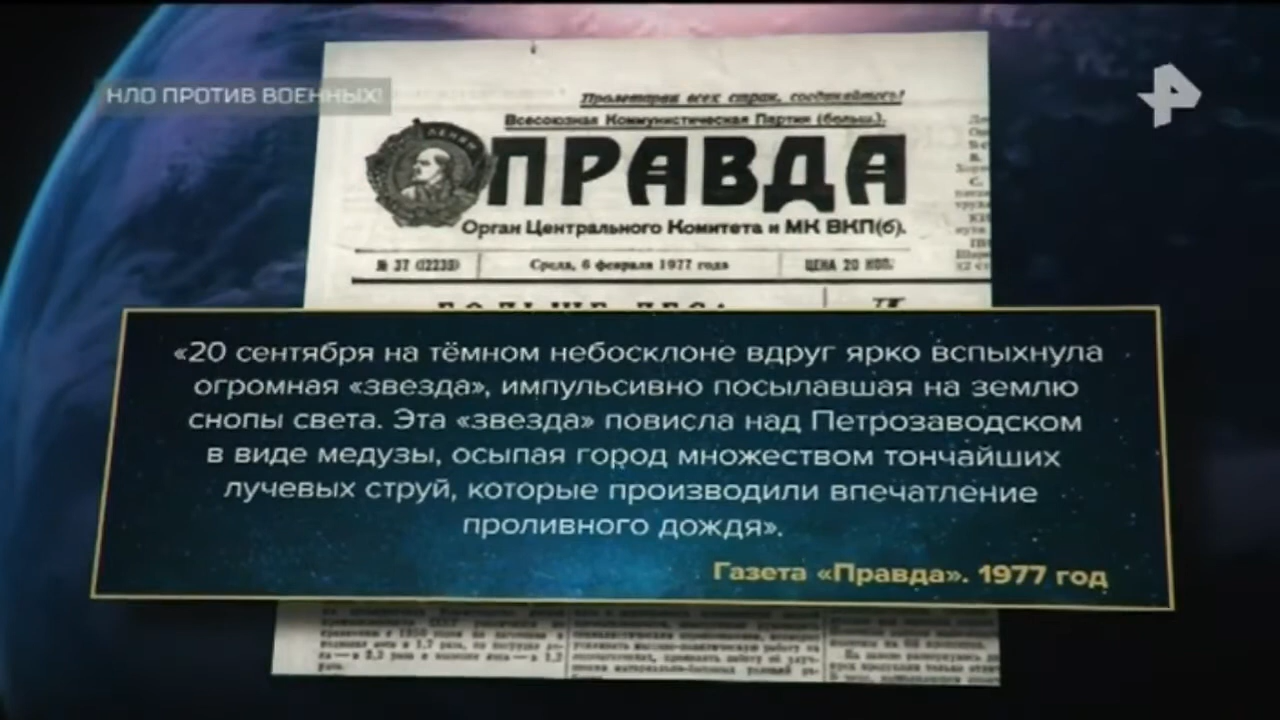 НЛО ПРОТИВ ВОЕННЫХ!
Пролетарии всех стран, соединяйтесь!
Всесоюзная Коммунистическая Партия (больш.).
ЛЕНИН
ПРАВДА
Орган Центрального Комитета и МК ВКП(б).
№ 37 (12239)
Среда, 6 февраля 1977 года
ЦЕНА 20 КОП.
«20 сентября на тёмном небосклоне вдруг ярко вспыхнула
огромная «звезда», импульсивно посылавшая на землю
снопы света. Эта «звезда» повисла над Петрозаводском
в виде медузы, осыпая город множеством тончайших
лучевых струй, которые производили впечатление
проливного дождя».
Газета «Правда». 1977 год